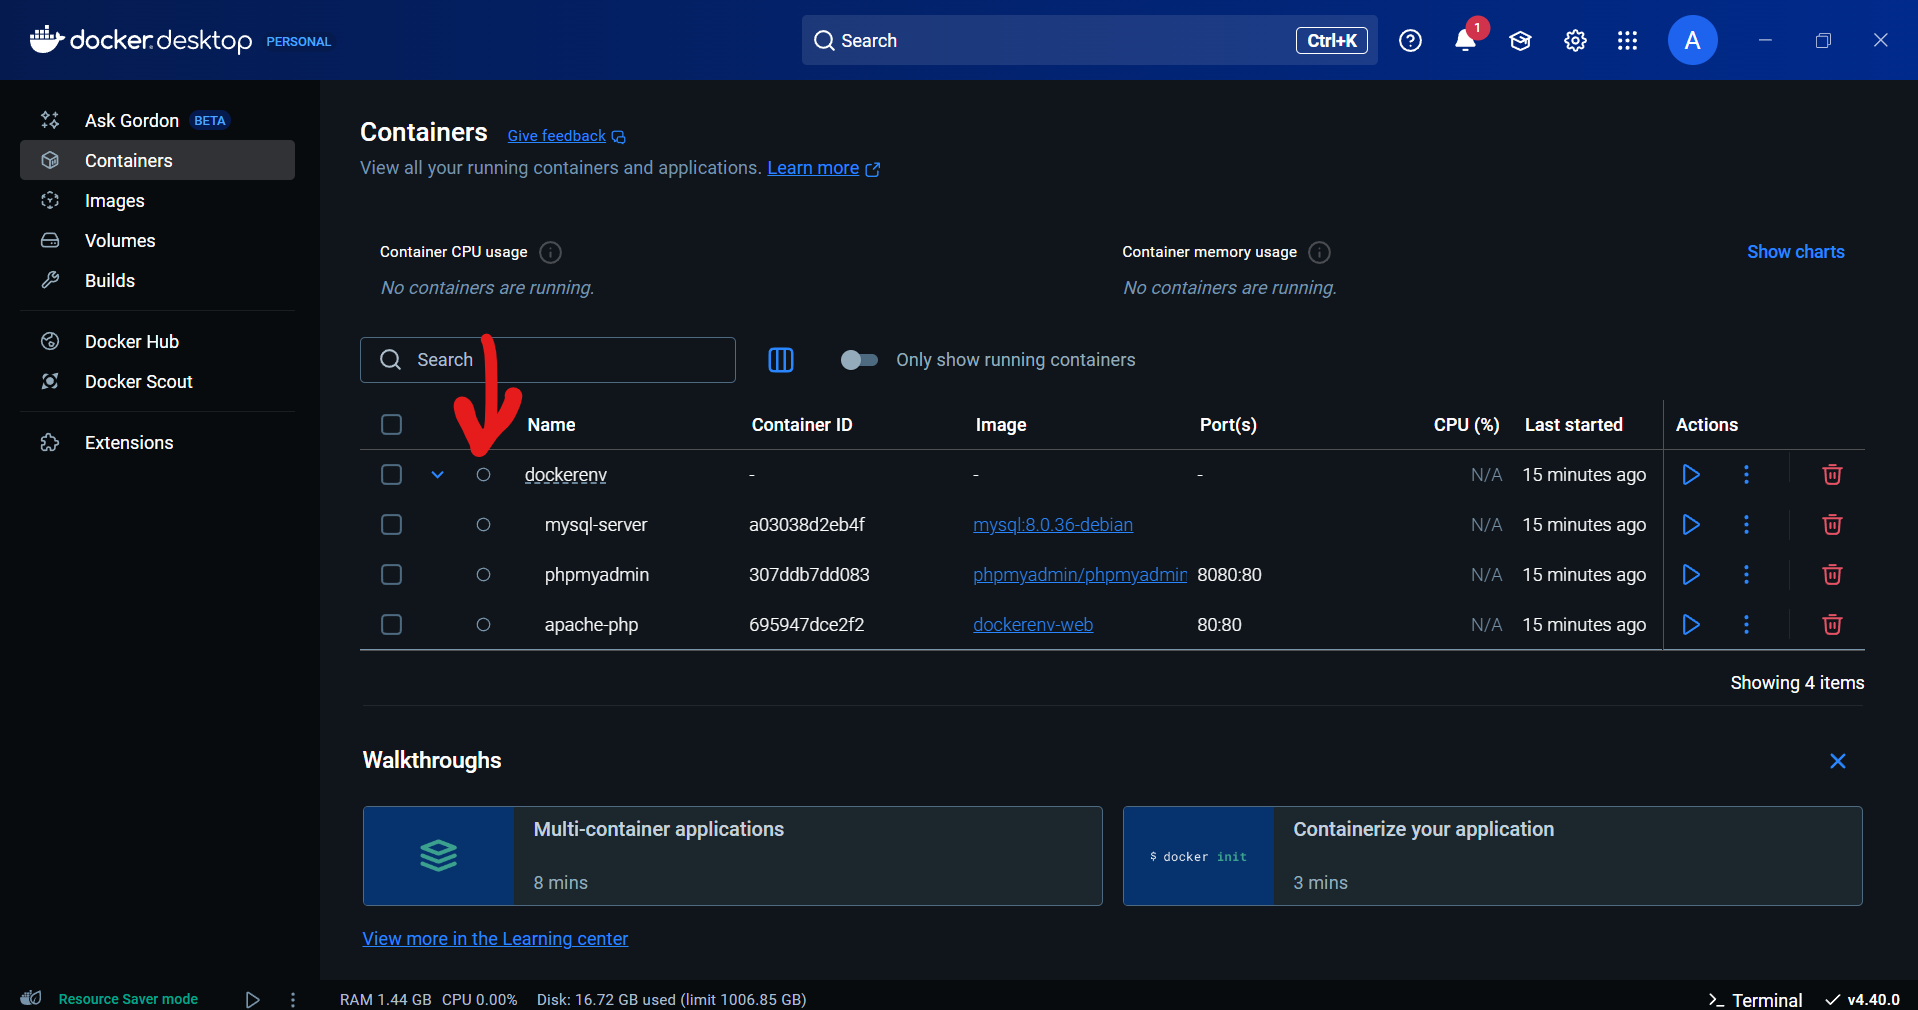 docker.desktop PERSONAL
Search Ctrl+K
1
A
Ask Gordon BETA
Containers
Images
Volumes
Builds
Docker Hub
Docker Scout
Extensions
Containers Give feedback
View all your running containers and applications. Learn more
Container CPU usage
No containers are running.
Container memory usage
No containers are running.
Show charts
Search
Only show running containers
Name Container ID Image Port(s) CPU (%) Last started Actions
dockerenv - - - N/A 15 minutes ago
mysql-server a03038d2eb4f mysql:8.0.36-debian N/A 15 minutes ago
phpmyadmin 307ddb7dd083 phpmyadmin/phpmyadmin 8080:80 N/A 15 minutes ago
apache-php 695947dce2f2 dockerenv-web 80:80 N/A 15 minutes ago
Showing 4 items
Walkthroughs
Multi-container applications
8 mins
$ docker init
Containerize your application
3 mins
View more in the Learning center
Resource Saver mode
RAM 1.44 GB CPU 0.00% Disk: 16.72 GB used (limit 1006.85 GB)
>_ Terminal
v4.40.0